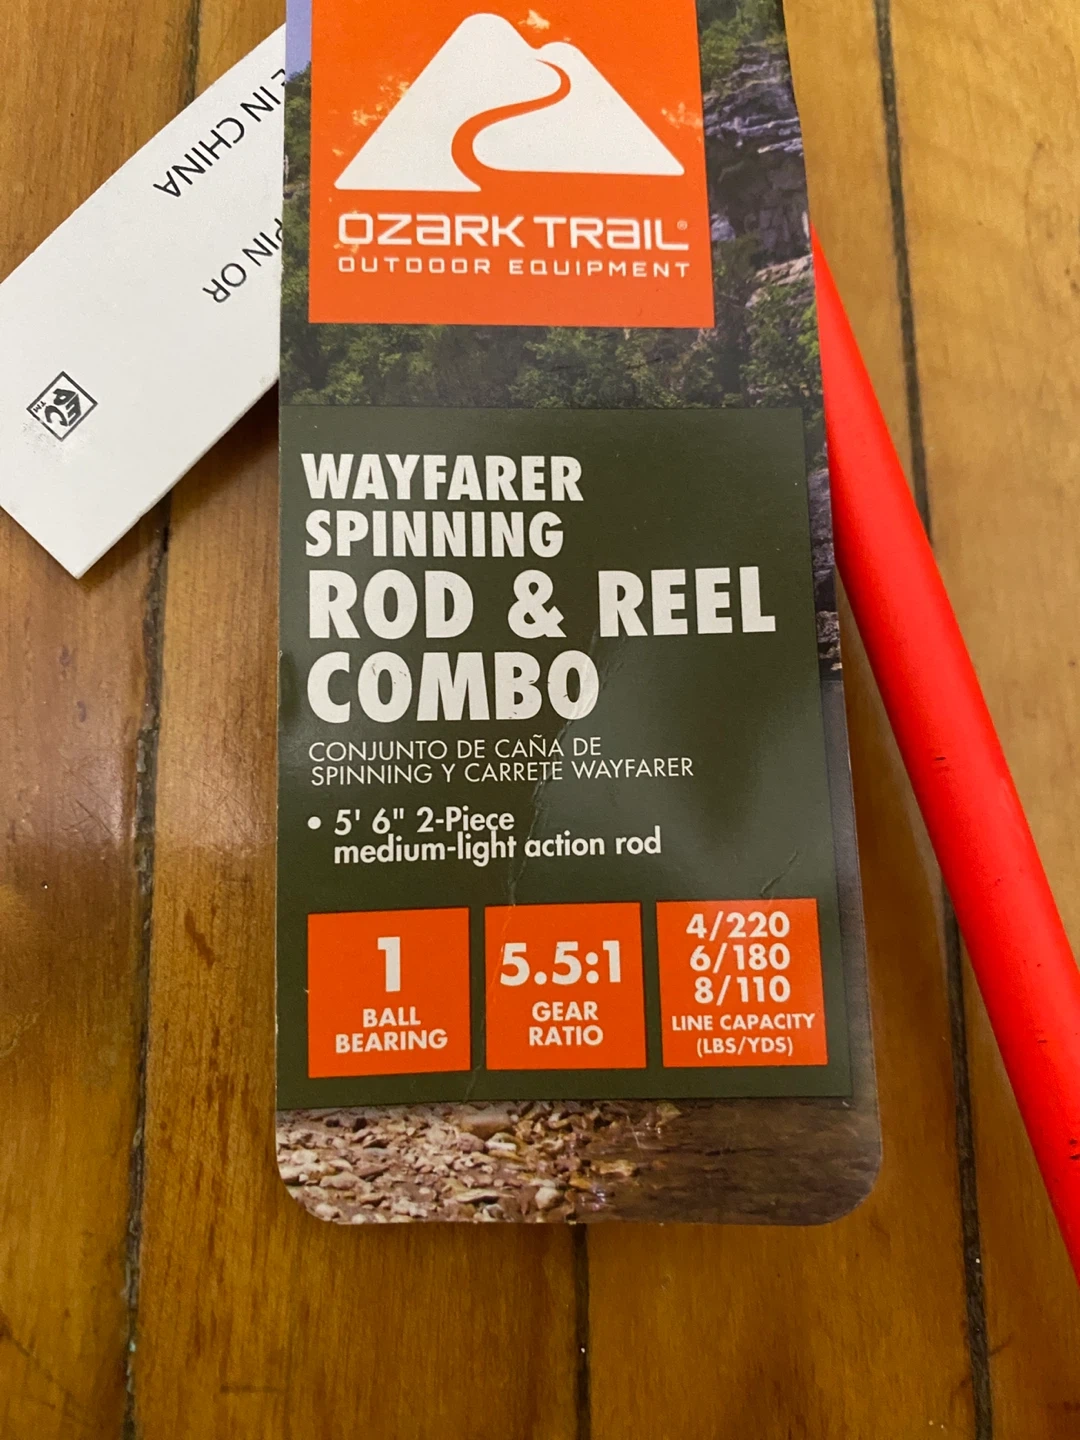 OZARK TRAIL®
OUTDOOR EQUIPMENT
WAYFARER
SPINNING
ROD & REEL
COMBO
CONJUNTO DE CAÑA DE
SPINNING Y CARRETE WAYFARER
• 5' 6" 2-Piece
medium-light action rod
1
BALL
BEARING
5.5:1
GEAR
RATIO
4/220
6/180
8/110
LINE CAPACITY
(LBS/YDS)
IN CHINA
OR